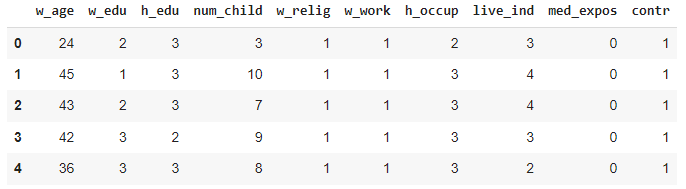 w_age w_edu h_edu num_child w_relig w_work h_occup live_ind med_expos contr
0 24 2 3 3 1 1 2 3 0 1
1 45 1 3 10 1 1 3 4 0 1
2 43 2 3 7 1 1 3 4 0 1
3 42 3 2 9 1 1 3 3 0 1
4 36 3 3 8 1 1 3 2 0 1